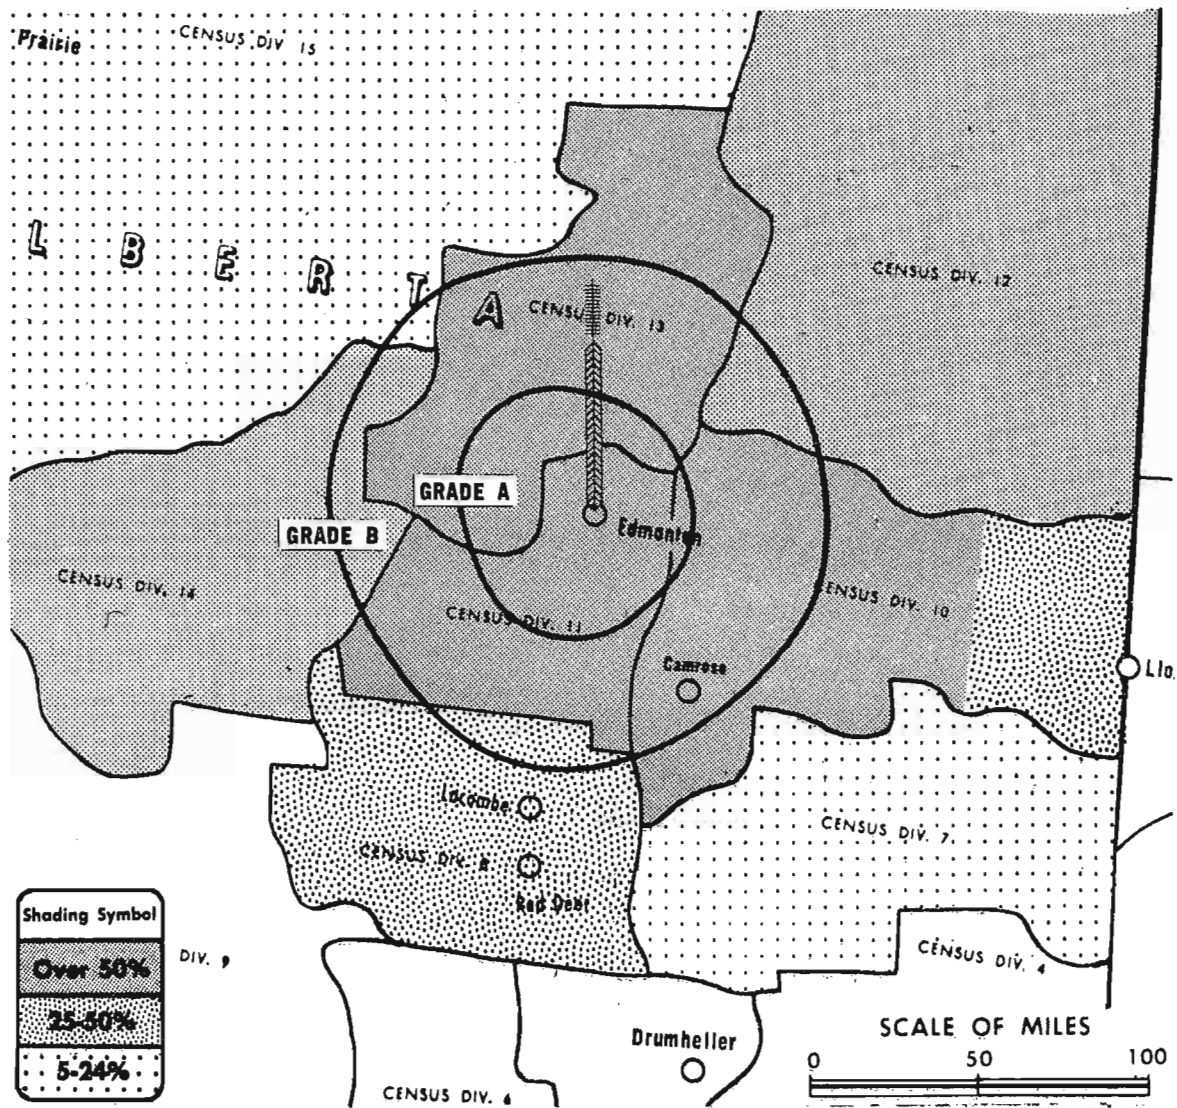 Prairie
CENSUS DIV 15
L B E R T A
CENSUS DIV. 12
CENSUS DIV. 13
GRADE A
GRADE B
Edmonton
CENSUS DIV. 14
CENSUS DIV. 11
CENSUS DIV. 10
Camrose
Llo.
Lacombe
CENSUS DIV. 7
CENSUS DIV. 8
Red Deer
Shading Symbol
Over 50%
25-50%
5-24%
DIV. 9
CENSUS DIV. 4
SCALE OF MILES
0 50 100
Drumheller
CENSUS DIV. 6